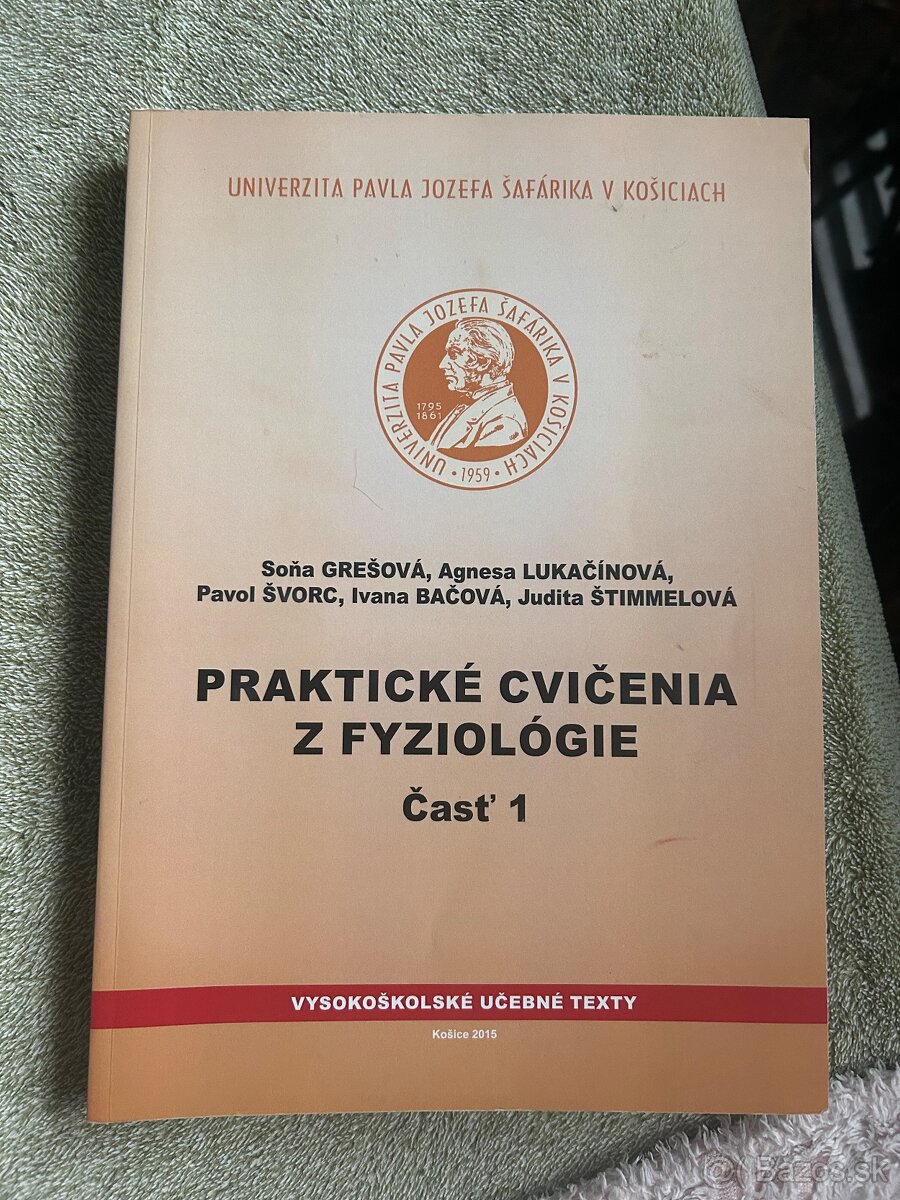 UNIVERZITA PAVLA JOZEFA ŠAFÁRIKA V KOŠICIACH
UNIVERZITA PAVLA JOZEFA ŠAFÁRIKA V KOŠICIACH
1795
1861
· 1959 ·
Soňa GREŠOVÁ, Agnesa LUKAČÍNOVÁ,
Pavol ŠVORC, Ivana BAČOVÁ, Judita ŠTIMMELOVÁ
PRAKTICKÉ CVIČENIA
Z FYZIOLÓGIE
Časť 1
VYSOKOŠKOLSKÉ UČEBNÉ TEXTY
Košice 2015
© Bazos.sk